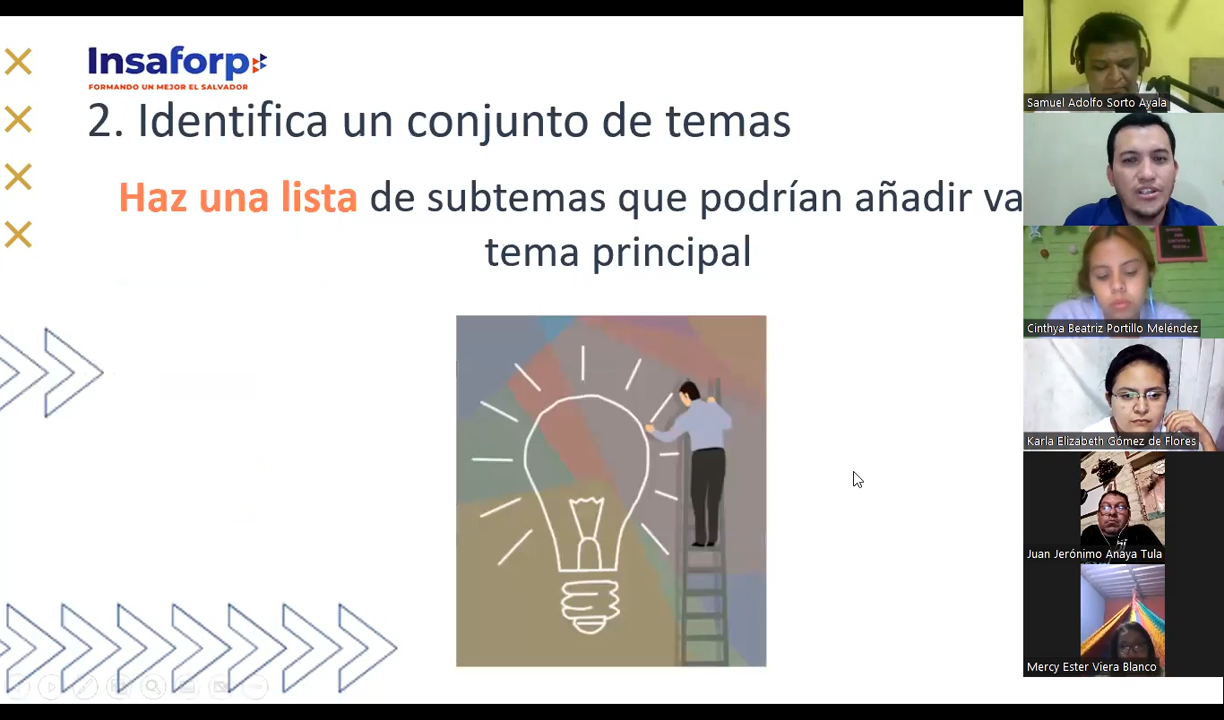 Insaforp
FORMANDO UN MEJOR EL SALVADOR
2. Identifica un conjunto de temas
Haz una lista de subtemas que podrían añadir va
tema principal
Samuel Adolfo Sorto Ayala
Cinthya Beatriz Portillo Meléndez
Karla Elizabeth Gómez de Flores
Juan Jerónimo Anaya Tula
Mercy Ester Viera Blanco